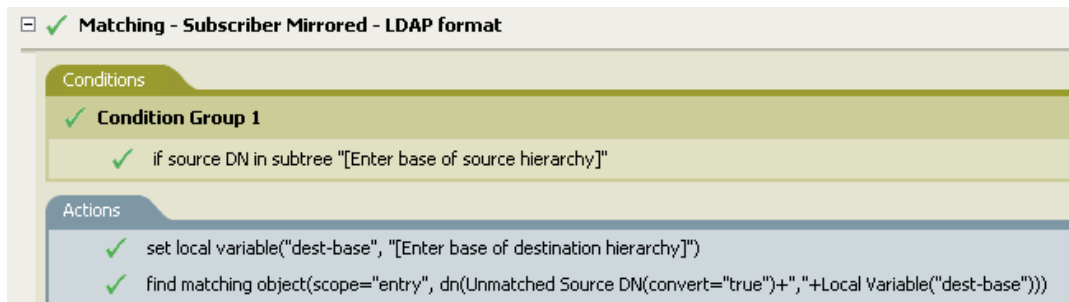 Matching - Subscriber Mirrored - LDAP format
Conditions
Condition Group 1
if source DN in subtree "[Enter base of source hierarchy]"
Actions
set local variable("dest-base", "[Enter base of destination hierarchy]")
find matching object(scope="entry", dn(Unmatched Source DN(convert="true")+","+Local Variable("dest-base")))